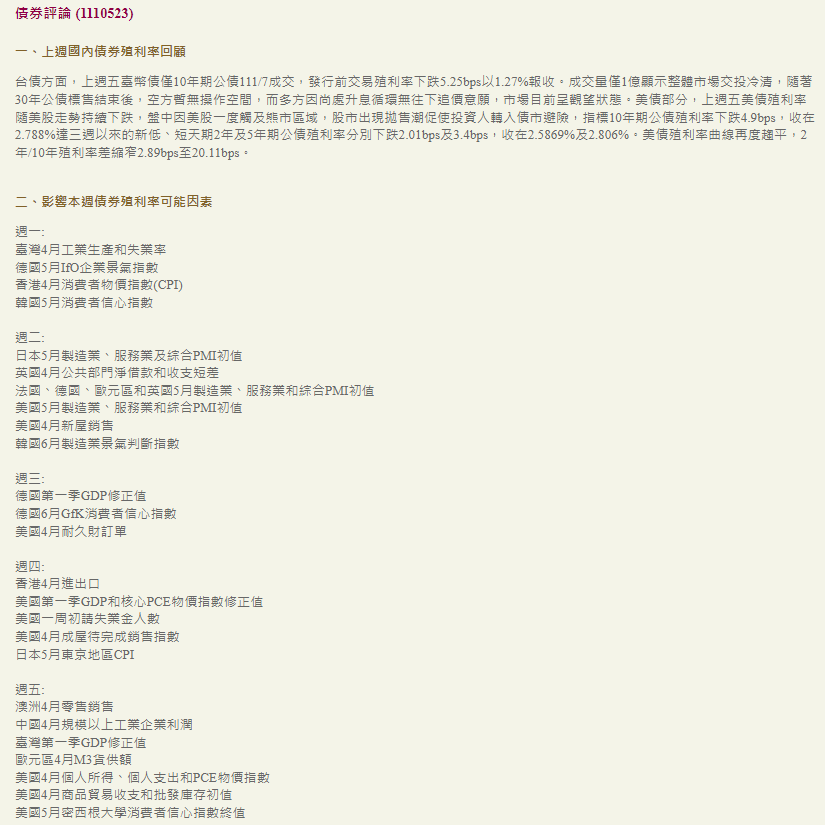 債券評論 (1110523)
一、上週國內債券殖利率回顧
台債方面，上週五臺幣債僅10年期公債111/7成交，發行前交易殖利率下跌5.25bps以1.27%報收。成交量僅1億顯示整體市場交投冷清，隨著
30年公債標售結束後，空方暫無操作空間，而多方因尚處升息循環無往下追價意願，市場目前呈觀望狀態。美債部分，上週五美債殖利率
隨美股走勢持續下跌，盤中因美股一度觸及熊市區域，股市出現拋售潮促使投資人轉入債市避險，指標10年期公債殖利率下跌4.9bps，收在
2.788%達三週以來的新低、短天期2年及5年期公債殖利率分別下跌2.01bps及3.4bps，收在2.5869%及2.806%。美債殖利率曲線再度趨平，2
年/10年殖利率差縮窄2.89bps至20.11bps。
二、影響本週債券殖利率可能因素
週一:
臺灣4月工業生產和失業率
德國5月IfO企業景氣指數
香港4月消費者物價指數(CPI)
韓國5月消費者信心指數
週二:
日本5月製造業、服務業及綜合PMI初值
英國4月公共部門淨借款和收支短差
法國、德國、歐元區和英國5月製造業、服務業和綜合PMI初值
美國5月製造業、服務業和綜合PMI初值
美國4月新屋銷售
韓國6月製造業景氣判斷指數
週三:
德國第一季GDP修正值
德國6月GfK消費者信心指數
美國4月耐久財訂單
週四:
香港4月進出口
美國第一季GDP和核心PCE物價指數修正值
美國一周初請失業金人數
美國4月成屋待完成銷售指數
日本5月東京地區CPI
週五:
澳洲4月零售銷售
中國4月規模以上工業企業利潤
臺灣第一季GDP修正值
歐元區4月M3貨供額
美國4月個人所得、個人支出和PCE物價指數
美國4月商品貿易收支和批發庫存初值
美國5月密西根大學消費者信心指數終值